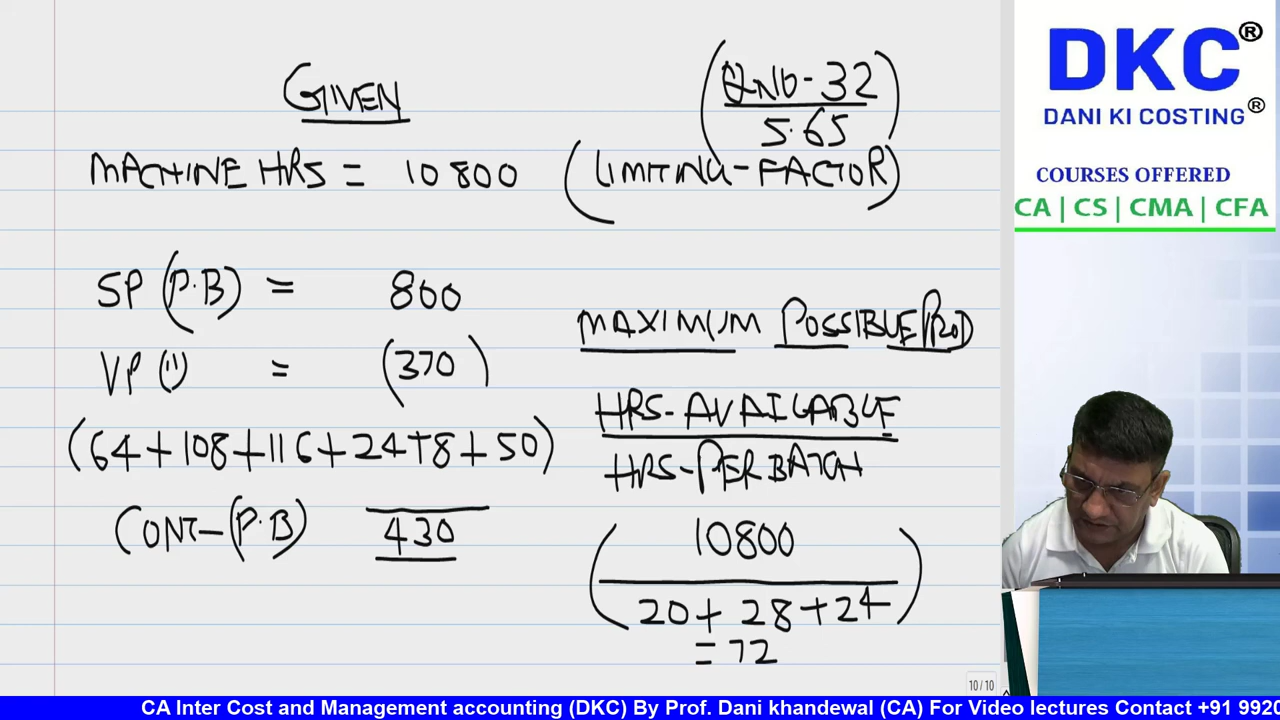 GIVEN
(Q.NO-32
5.65)
MACHINE HRS = 10800 (LIMITING-FACTOR)
SP (P.B) = 800
VP (") = (370)
(64+108+116+24+8+50)
CONT-(P.B) 430
MAXIMUM POSSIBLE PROD
HRS-AVAILABLE
HRS-PER BATCH
(10800
20+28+24)
=72
10/10
DKC®
DANI KI COSTING®
COURSES OFFERED
CA | CS | CMA | CFA
CA Inter Cost and Management accounting (DKC) By Prof. Dani khandewal (CA) For Video lectures Contact +91 9920